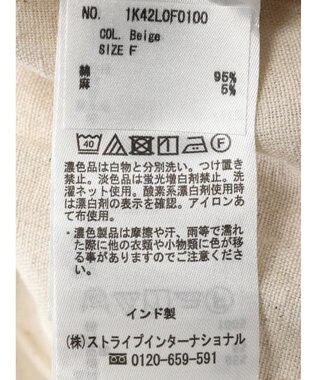 NO. 1K42L0F0100
COL. Beige
SIZE F
綿 95%
麻 5%
40
濃色品は白物と分別洗い。つけ置き
禁止。淡色品は蛍光増白剤禁止。洗
濯ネット使用。酸素系漂白剤使用時
は漂白剤の表示を確認。アイロンあ
て布使用。
・濃色製品は摩擦や汗、雨等で濡れ
た際に他の衣類や小物類に色が移
る事がありますのでご注意くださ
い。
インド製
(株)ストライプインターナショナル
0120-659-591